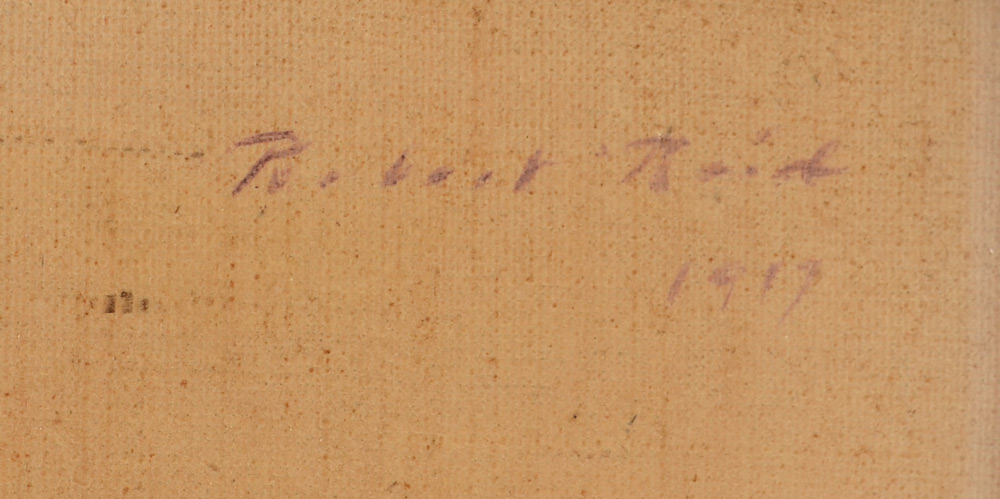 Robert Reid
n.
1917